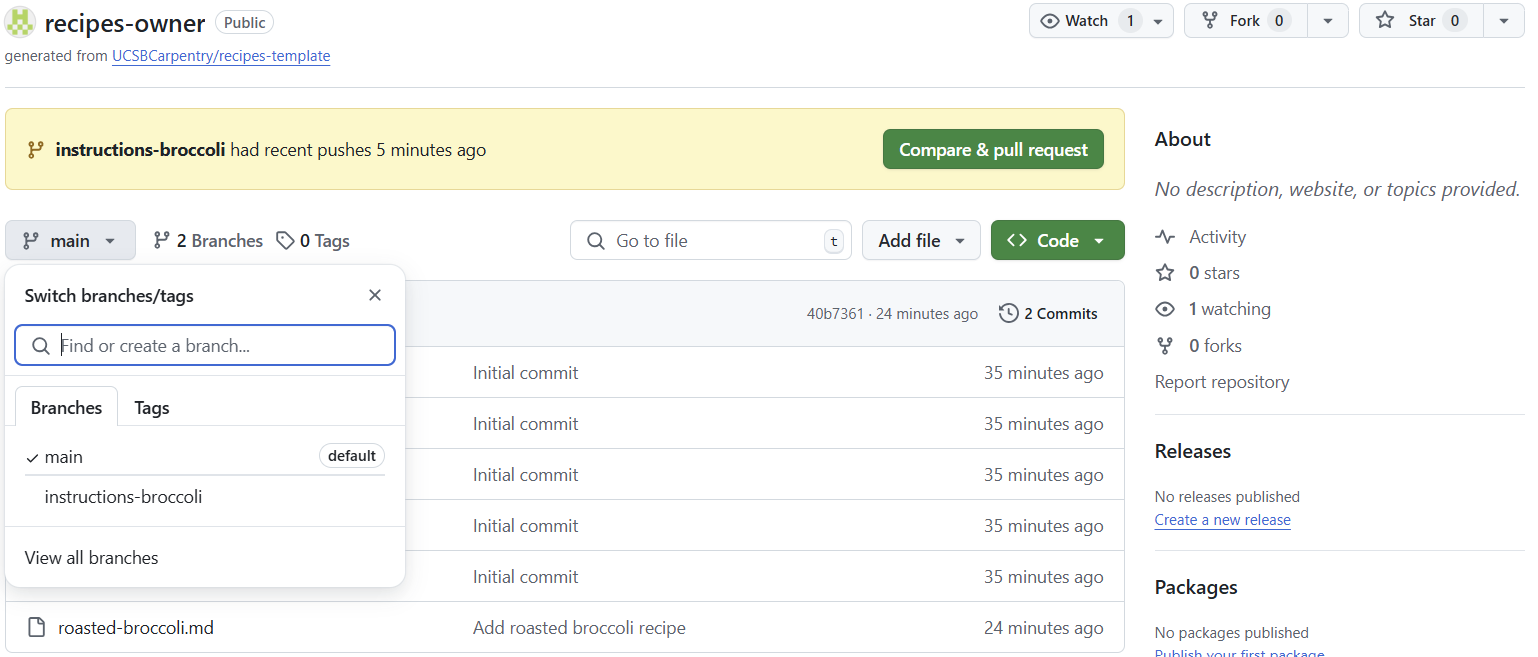 recipes-owner Public
Watch 1
Fork 0
Star 0
generated from UCSBCarpentry/recipes-template
instructions-broccoli had recent pushes 5 minutes ago
Compare & pull request
main
2 Branches
0 Tags
Go to file
t
Add file
Code
Switch branches/tags
Find or create a branch...
Branches
Tags
main
default
instructions-broccoli
View all branches
40b7361 · 24 minutes ago
2 Commits
Initial commit 35 minutes ago
Initial commit 35 minutes ago
Initial commit 35 minutes ago
Initial commit 35 minutes ago
Initial commit 35 minutes ago
roasted-broccoli.md Add roasted broccoli recipe 24 minutes ago
About
No description, website, or topics provided.
Activity
0 stars
1 watching
0 forks
Report repository
Releases
No releases published
Create a new release
Packages
No packages published
Publish your first package